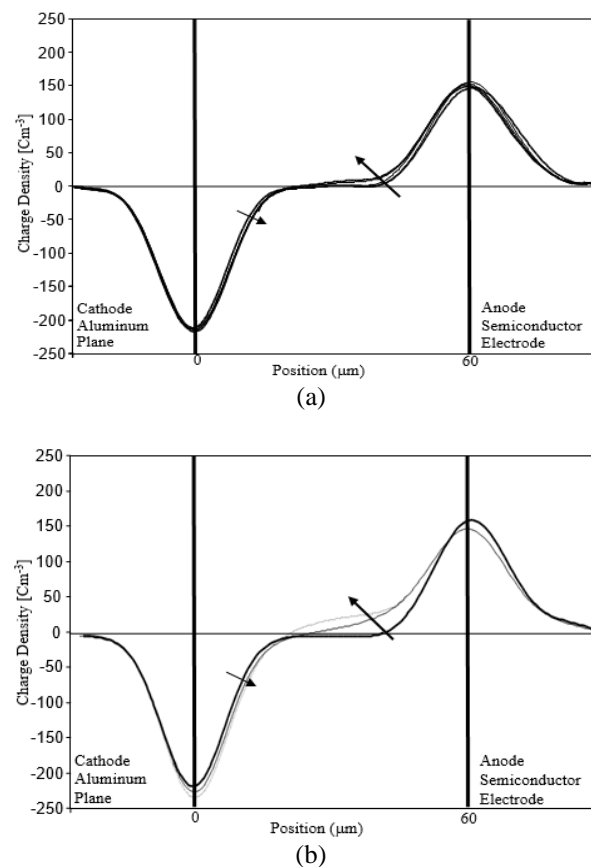 250
200
150
100
50
0
-50
-100
-150
-200
-250
Charge Density [Cm-3]
Cathode
Aluminum
Plane
Anode
Semiconductor
Electrode
0
60
Position (μm)
(a)
250
200
150
100
50
0
-50
-100
-150
-200
-250
Charge Density [Cm-3]
Cathode
Aluminum
Plane
Anode
Semiconductor
Electrode
0
60
Position (μm)
(b)